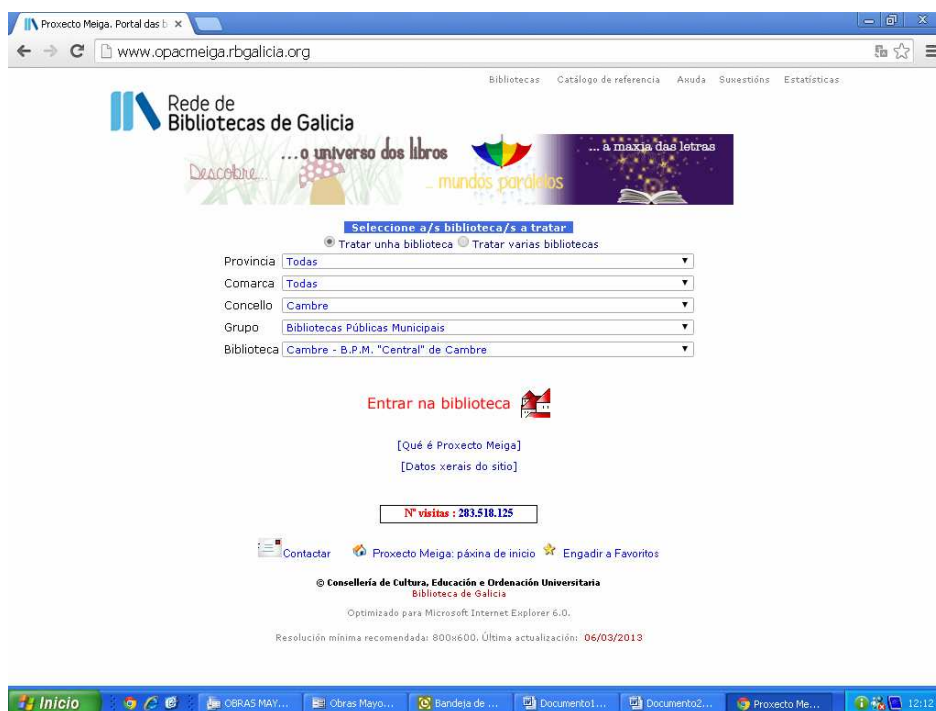 Proxecto Meiga. Portal das b
www.opacmeiga.rbgalicia.org
Bibliotecas Catálogo de referencia Axuda Suxestións Estatísticas
Rede de
Bibliotecas de Galicia
Descobre... ...o universo dos libros ... mundos paralelos ... a maxia das letras
Seleccione a/s biblioteca/s a tratar
Tratar unha biblioteca Tratar varias bibliotecas
Provincia Todas
Comarca Todas
Concello Cambre
Grupo Bibliotecas Públicas Municipais
Biblioteca Cambre - B.P.M. "Central" de Cambre
Entrar na biblioteca
[Qué é Proxecto Meiga]
[Datos xerais do sitio]
Nº visitas : 283.518.125
Contactar Proxecto Meiga: páxina de inicio Engadir a Favoritos
© Consellería de Cultura, Educación e Ordenación Universitaria
Biblioteca de Galicia
Optimizado para Microsoft Internet Explorer 6.0.
Resolución mínima recomendada: 800x600. Última actualización: 06/03/2013
Inicio OBRAS MAY... Obras Mayo... Bandeja de ... Documento1... Documento2... Proxecto Me... 12:12